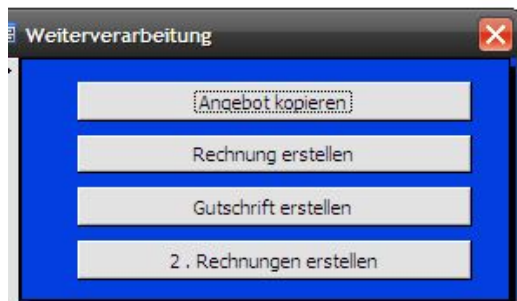 Weiterverarbeitung
Angebot kopieren
Rechnung erstellen
Gutschrift erstellen
2 . Rechnungen erstellen